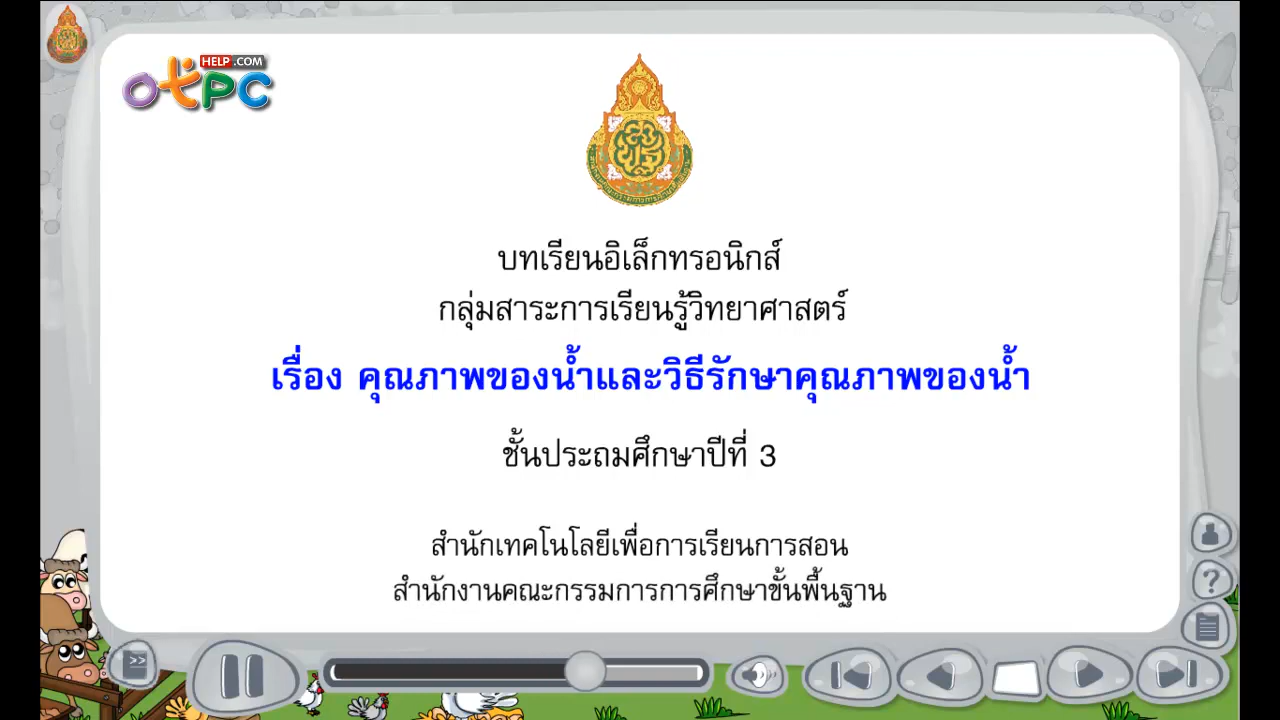 HELP.COM
OTPC
บทเรียนอิเล็กทรอนิกส์
กลุ่มสาระการเรียนรู้วิทยาศาสตร์
เรื่อง คุณภาพของน้ำและวิธีรักษาคุณภาพของน้ำ
ชั้นประถมศึกษาปีที่ 3
สำนักเทคโนโลยีเพื่อการเรียนการสอน
สำนักงานคณะกรรมการการศึกษาขั้นพื้นฐาน